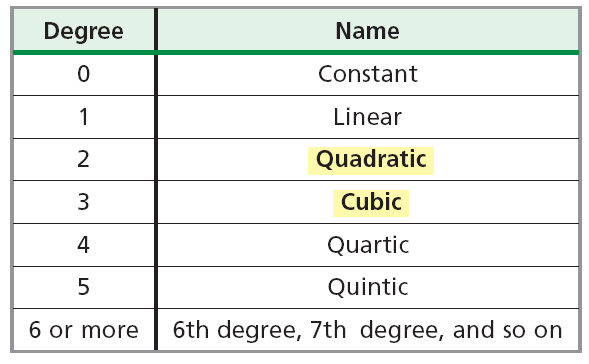 Degree Name
0 Constant
1 Linear
2 Quadratic
3 Cubic
4 Quartic
5 Quintic
6 or more 6th degree, 7th degree, and so on